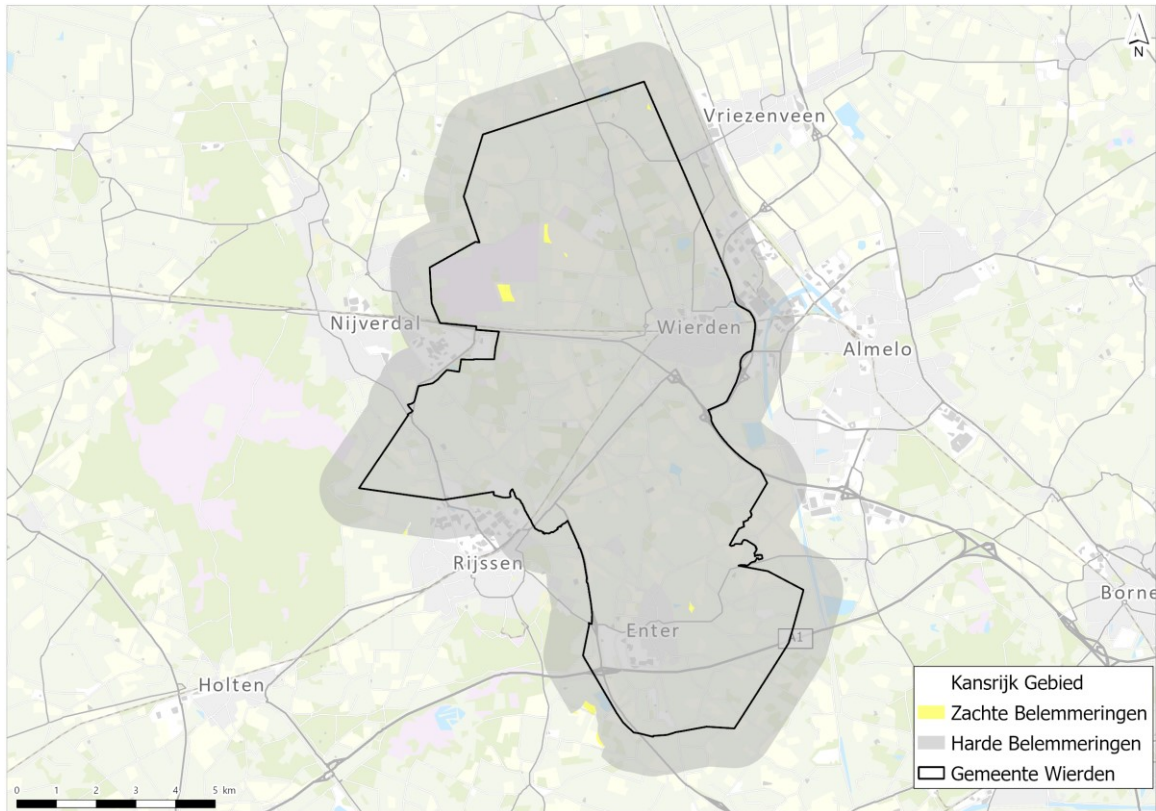 N
Vriezenveen
Nijverdal
Wierden
Almelo
Rijssen
Enter
A1
Borne
Holten
Kansrijk Gebied
Zachte Belemmeringen
Harde Belemmeringen
Gemeente Wierden
0 1 2 3 4 5 km